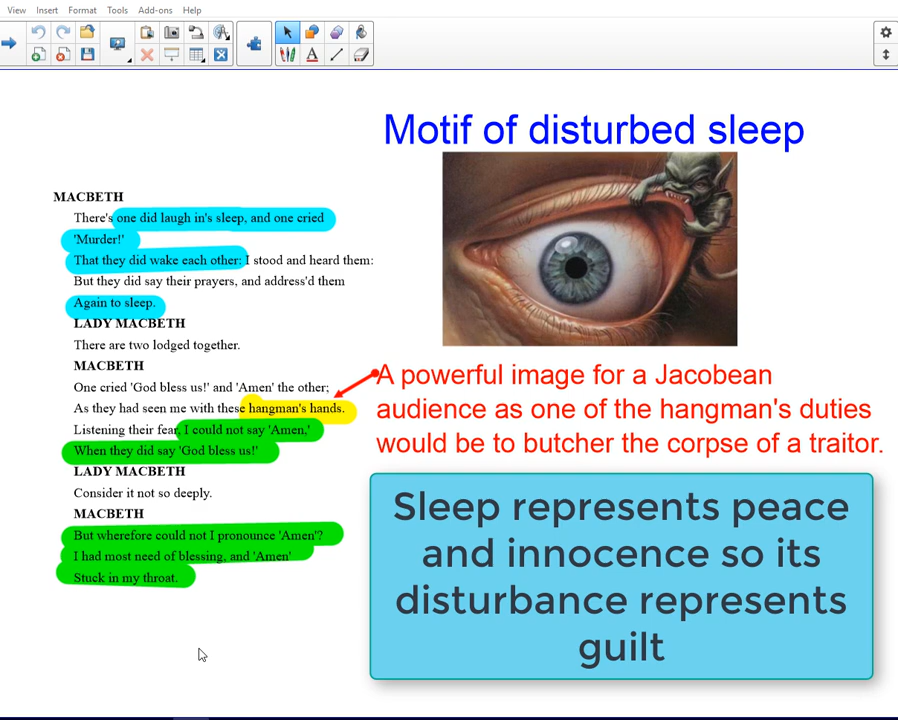 View Insert Format Tools Add-ons Help
Motif of disturbed sleep
MACBETH
There's one did laugh in's sleep, and one cried
'Murder!'
That they did wake each other: I stood and heard them:
But they did say their prayers, and address'd them
Again to sleep.
LADY MACBETH
There are two lodged together.
MACBETH
One cried 'God bless us!' and 'Amen' the other;
As they had seen me with these hangman's hands.
Listening their fear, I could not say 'Amen,'
When they did say 'God bless us!'
LADY MACBETH
Consider it not so deeply.
MACBETH
But wherefore could not I pronounce 'Amen'?
I had most need of blessing, and 'Amen'
Stuck in my throat.
A powerful image for a Jacobean
audience as one of the hangman's duties
would be to butcher the corpse of a traitor.
Sleep represents peace
and innocence so its
disturbance represents
guilt